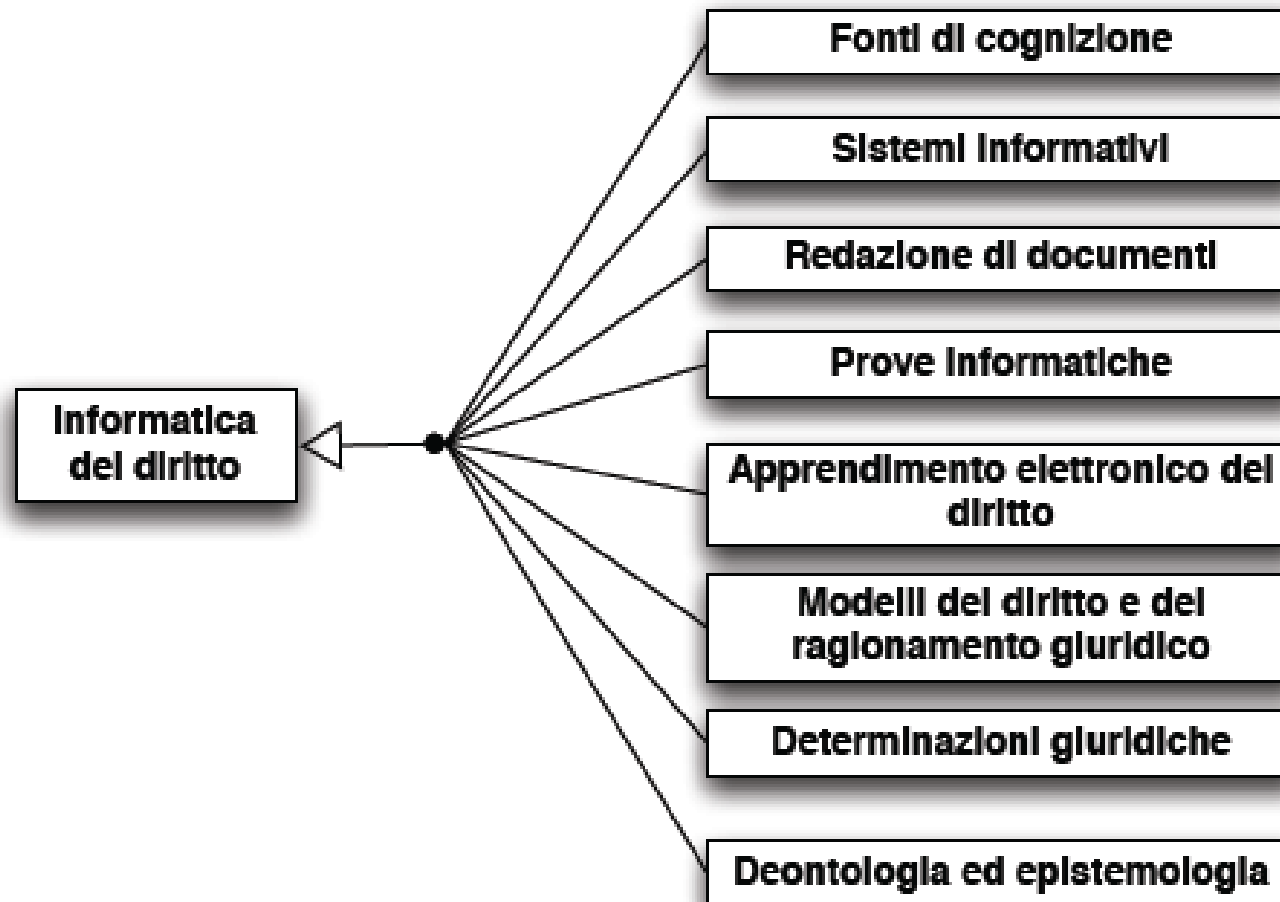 Fonti di cognizione
Sistemi informativi
Redazione di documenti
Prove informatiche
Informatica
del diritto
Apprendimento elettronico del
diritto
Modelli del diritto e del
ragionamento giuridico
Determinazioni giuridiche
Deontologia ed epistemologia